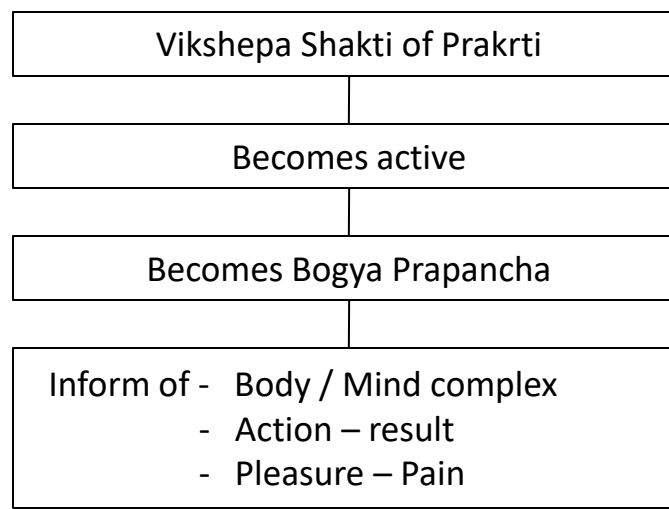 Vikshepa Shakti of Prakrti
Becomes active
Becomes Bogya Prapancha
Inform of - Body / Mind complex
- Action – result
- Pleasure – Pain